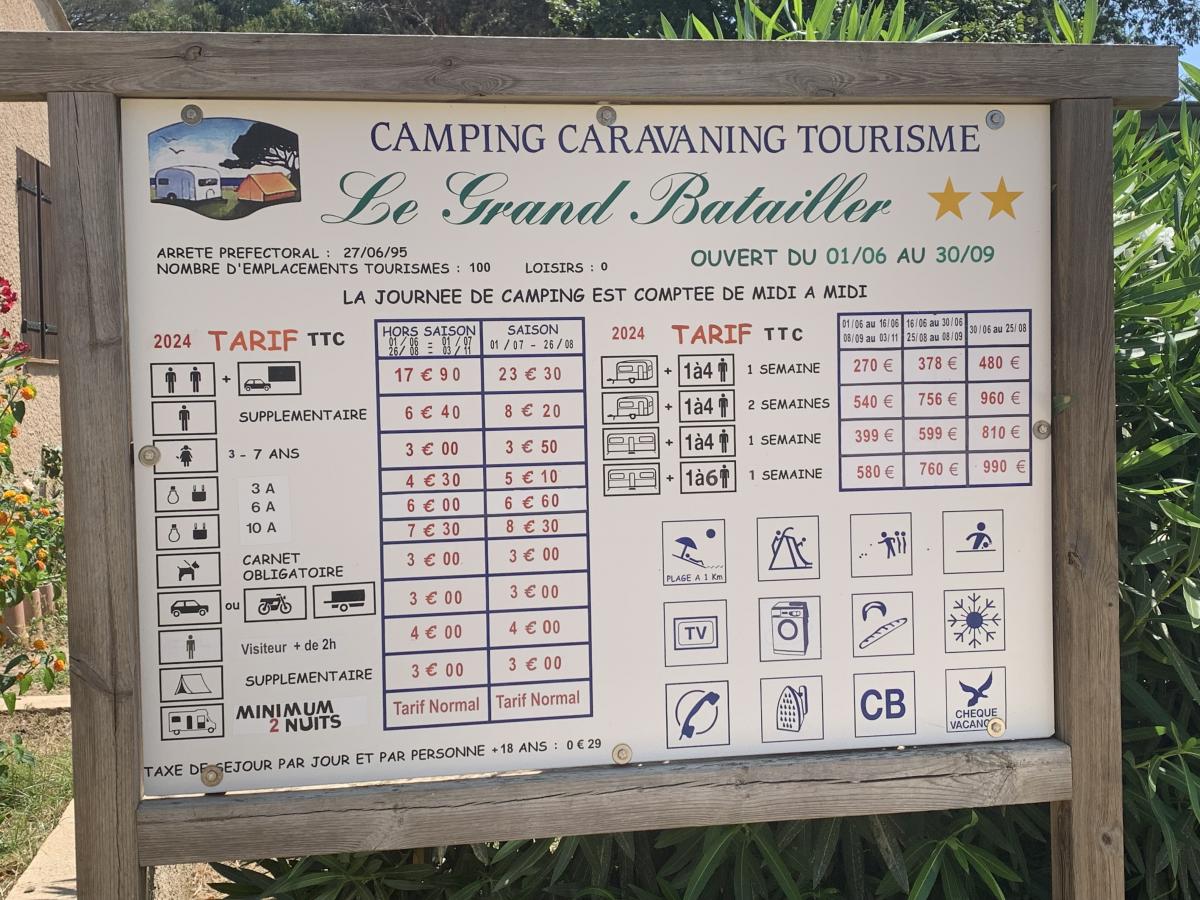 CAMPING CARAVANING TOURISME
Le Grand Batailler
ARRETE PREFECTORAL : 27/06/95
NOMBRE D'EMPLACEMENTS TOURISMES : 100 LOISIRS : 0
OUVERT DU 01/06 AU 30/09
LA JOURNEE DE CAMPING EST COMPTEE DE MIDI A MIDI
2024 TARIF TTC
HORS SAISON
01/06 = 01/07
26/08 = 03/11
SAISON
01/07 - 26/08
+ 17 € 90 23 € 30
SUPPLEMENTAIRE 6 € 40 8 € 20
3 - 7 ANS 3 € 00 3 € 50
3 A 4 € 30 5 € 10
6 A 6 € 00 6 € 60
10 A 7 € 30 8 € 30
CARNET
OBLIGATOIRE 3 € 00 3 € 00
ou 3 € 00 3 € 00
Visiteur + de 2h 4 € 00 4 € 00
SUPPLEMENTAIRE 3 € 00 3 € 00
MINIMUM
2 NUITS Tarif Normal Tarif Normal
TAXE DE SEJOUR PAR JOUR ET PAR PERSONNE +18 ANS : 0 € 29
2024 TARIF TTC
01/06 au 16/06
08/09 au 03/11
16/06 au 30/06
25/08 au 08/09
30/06 au 25/08
+ 1à4 1 SEMAINE 270 € 378 € 480 €
+ 1à4 2 SEMAINES 540 € 756 € 960 €
+ 1à4 1 SEMAINE 399 € 599 € 810 €
+ 1à6 1 SEMAINE 580 € 760 € 990 €
PLAGE A 1 Km
TV
CB
CHEQUE
VACANC